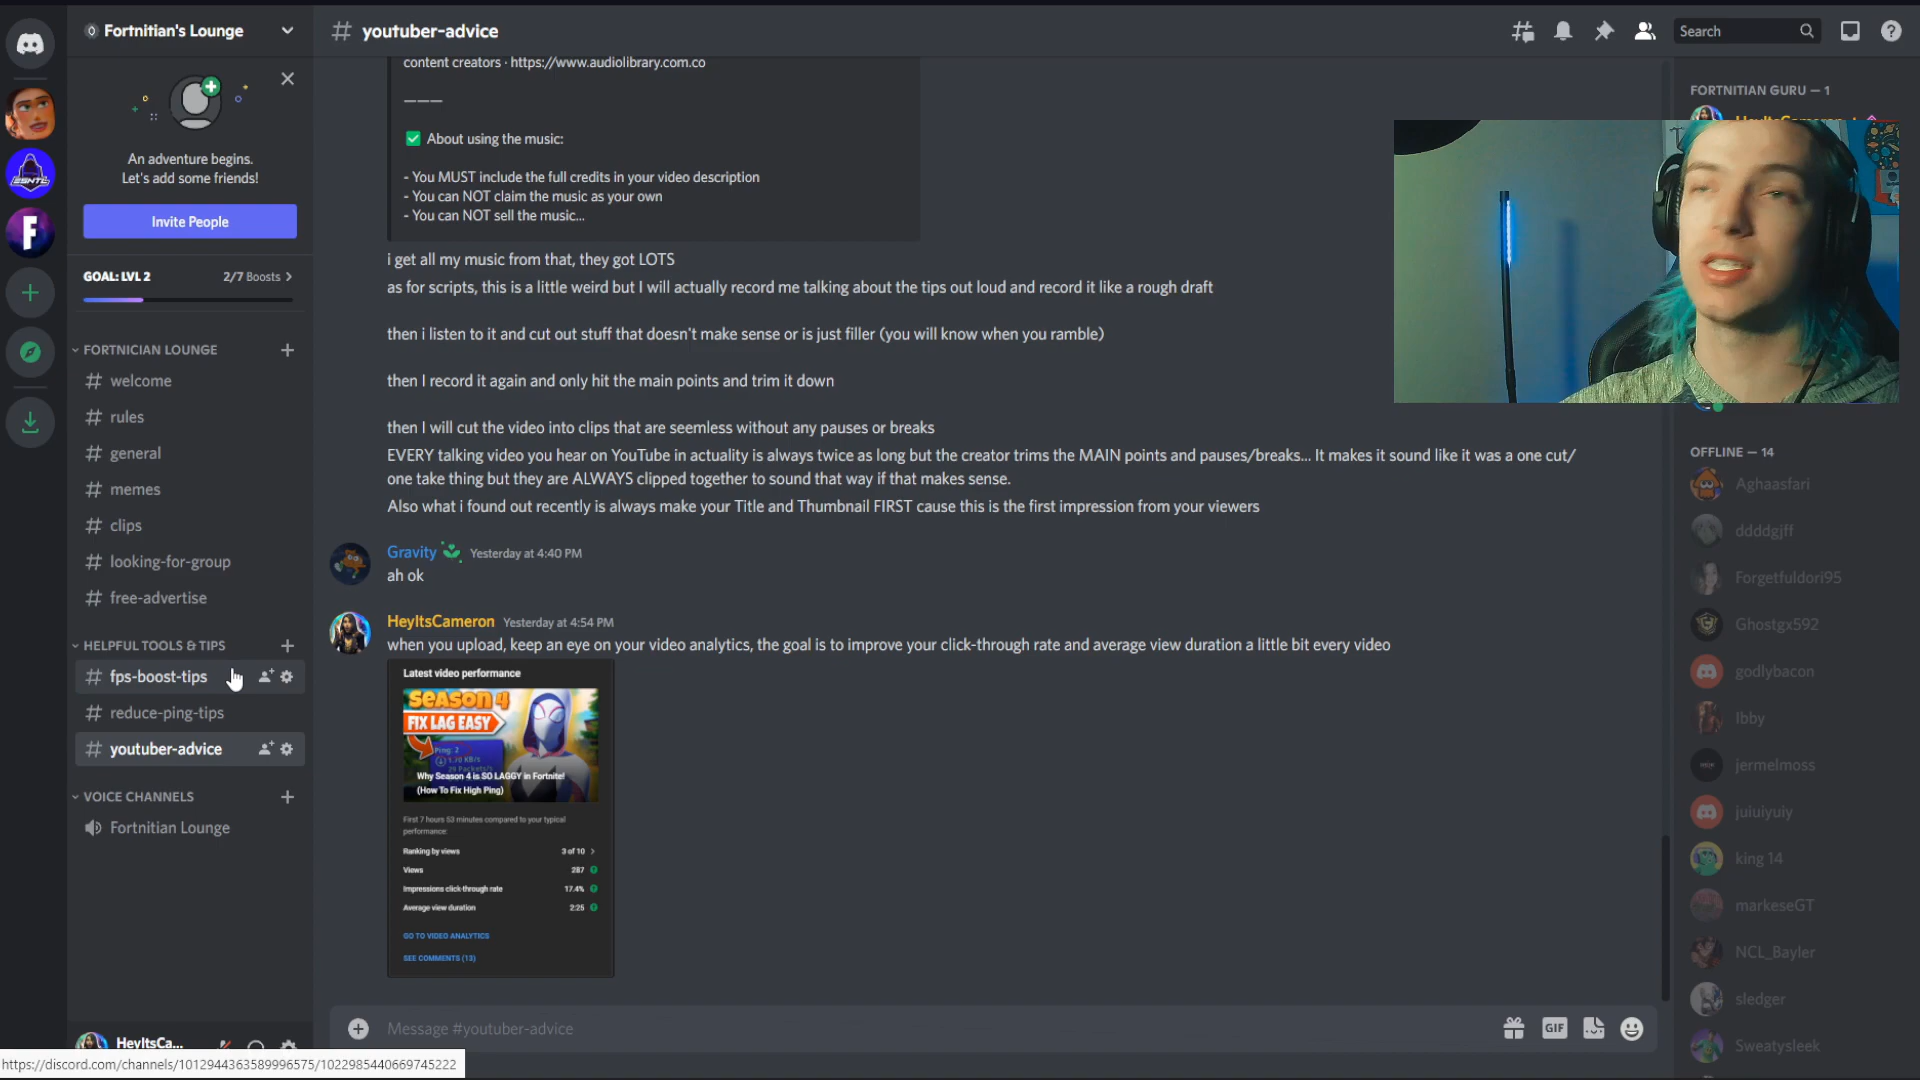 Fortnitian's Lounge
An adventure begins.
Let's add some friends!
Invite People
GOAL: LVL 2 2/7 Boosts
FORTNICIAN LOUNGE
# welcome
# rules
# general
# memes
# clips
# looking-for-group
# free-advertise
HELPFUL TOOLS & TIPS
# fps-boost-tips
# reduce-ping-tips
# youtuber-advice
VOICE CHANNELS
Fortnitian Lounge
HeyItsCa...
https://discord.com/channels/1012944363589996575/1022985440669745222
# youtuber-advice
Search
content creators · https://www.audiolibrary.com.co
———
✅ About using the music:
- You MUST include the full credits in your video description
- You can NOT claim the music as your own
- You can NOT sell the music...
i get all my music from that, they got LOTS
as for scripts, this is a little weird but I will actually record me talking about the tips out loud and record it like a rough draft
then i listen to it and cut out stuff that doesn't make sense or is just filler (you will know when you ramble)
then I record it again and only hit the main points and trim it down
then I will cut the video into clips that are seemless without any pauses or breaks
EVERY talking video you hear on YouTube in actuality is always twice as long but the creator trims the MAIN points and pauses/breaks... It makes it sound like it was a one cut/
one take thing but they are ALWAYS clipped together to sound that way if that makes sense.
Also what i found out recently is always make your Title and Thumbnail FIRST cause this is the first impression from your viewers
Gravity Yesterday at 4:40 PM
ah ok
HeyItsCameron Yesterday at 4:54 PM
when you upload, keep an eye on your video analytics, the goal is to improve your click-through rate and average view duration a little bit every video
Latest video performance
SEASON 4
FIX LAG EASY
Ping: 2
1.70 KB/s
Why Season 4 is SO LAGGY in Fortnite!
(How To Fix High Ping)
First 7 hours 53 minutes compared to your typical
performance:
Ranking by views 3 of 10
Views 287
Impressions click-through rate 17.4%
Average view duration 2:25
GO TO VIDEO ANALYTICS
SEE COMMENTS (13)
Message #youtuber-advice
GIF
FORTNITIAN GURU — 1
OFFLINE — 14
Aghaasfari
ddddgjff
Forgetfuldori95
Ghostgx592
godlybacon
Ibby
jermelmoss
juiuiyuiy
king 14
markeseGT
NCL_Bayler
sledger
Sweatysleek